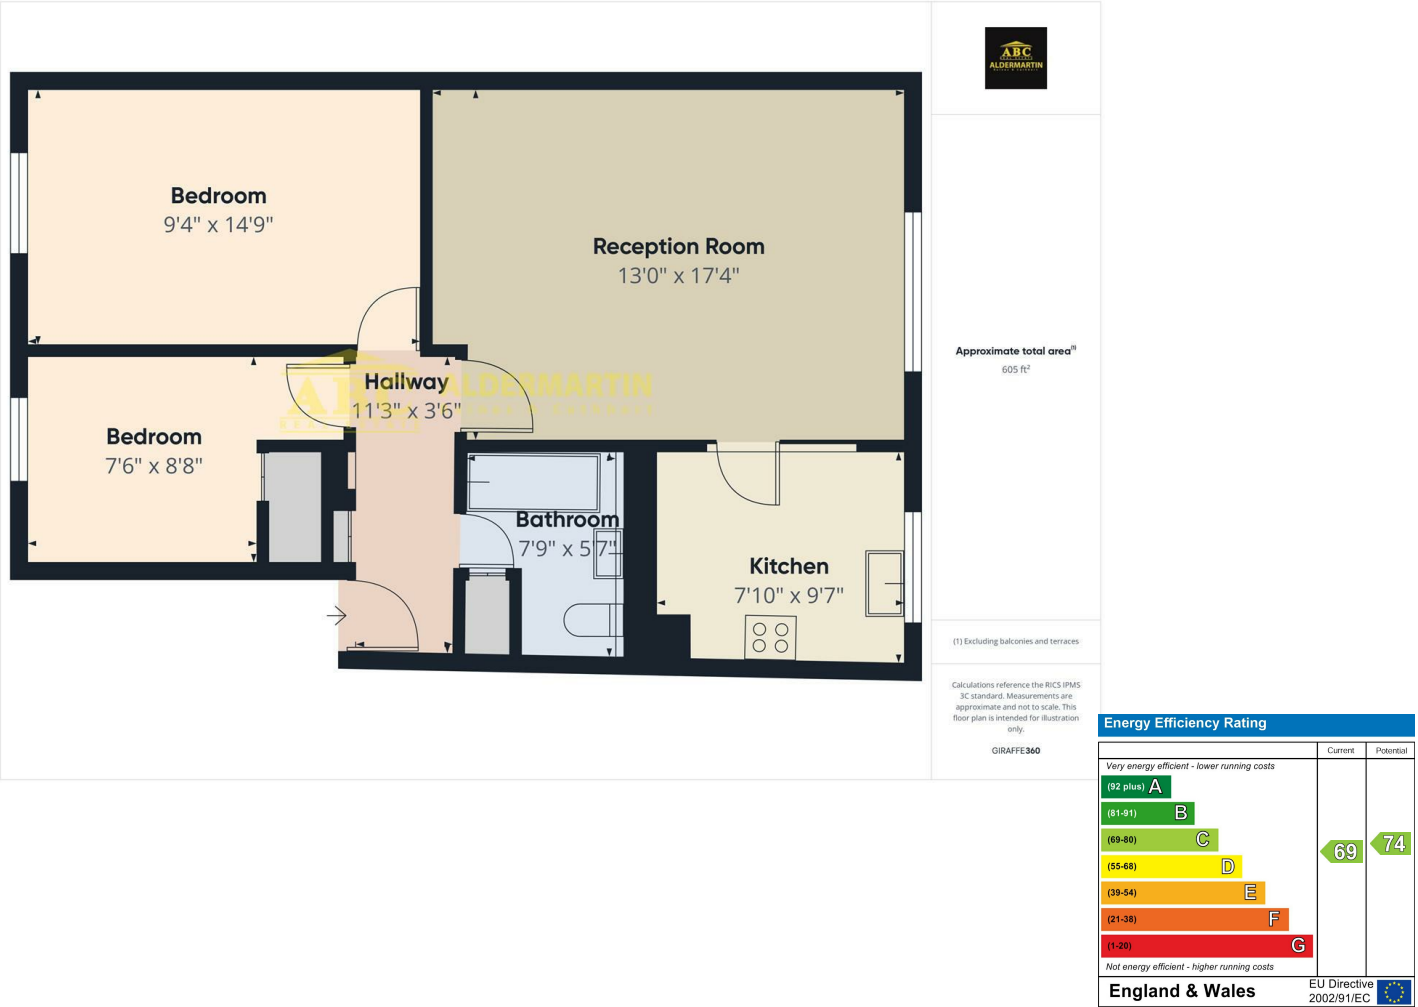 Bedroom
9'4" x 14'9"
Reception Room
13'0" x 17'4"
Hallway
11'3" x 3'6"
ABC
ALDERMARTIN
Bedroom
7'6" x 8'8"
Bathroom
7'9" x 5'7"
Kitchen
7'10" x 9'7"
ABC
ALDERMARTIN
Approximate total area(1)
605 ft²
(1) Excluding balconies and terraces
Calculations reference the RICS IPMS
3C standard. Measurements are
approximate and not to scale. This
floor plan is intended for illustration
only.
GIRAFFE360
Energy Efficiency Rating
Current Potential
Very energy efficient - lower running costs
(92 plus) A
(81-91) B
(69-80) C
(55-68) D
(39-54) E
(21-38) F
(1-20) G
69 74
Not energy efficient - higher running costs
England & Wales
EU Directive
2002/91/EC